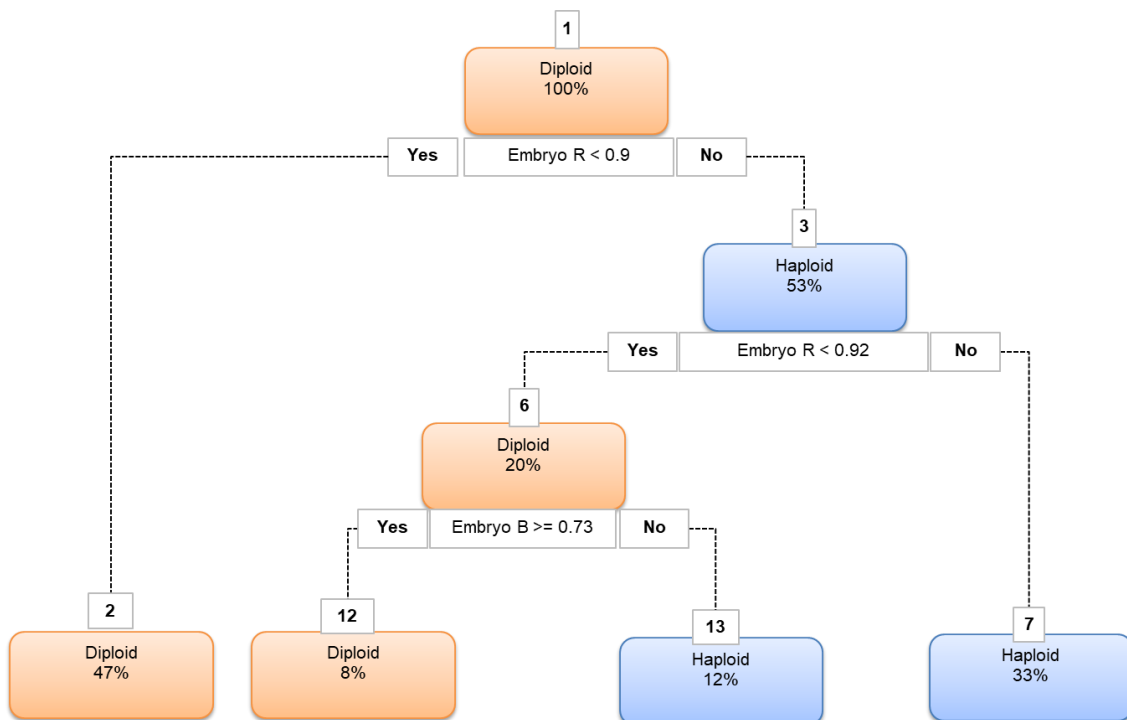 1
Diploid
100%
Yes Embryo R < 0.9 No
3
Haploid
53%
Yes Embryo R < 0.92 No
6
Diploid
20%
Yes Embryo B >= 0.73 No
2 12 13 7
Diploid Diploid Haploid Haploid
47% 8% 12% 33%